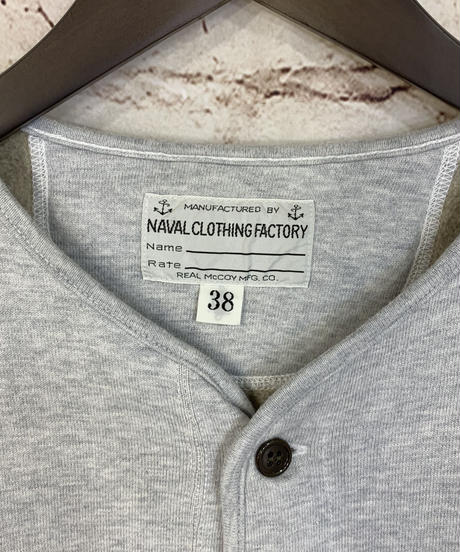 MANUFACTURED BY
NAVAL CLOTHING FACTORY
Name
Rate
REAL McCOY MFG. CO.
38